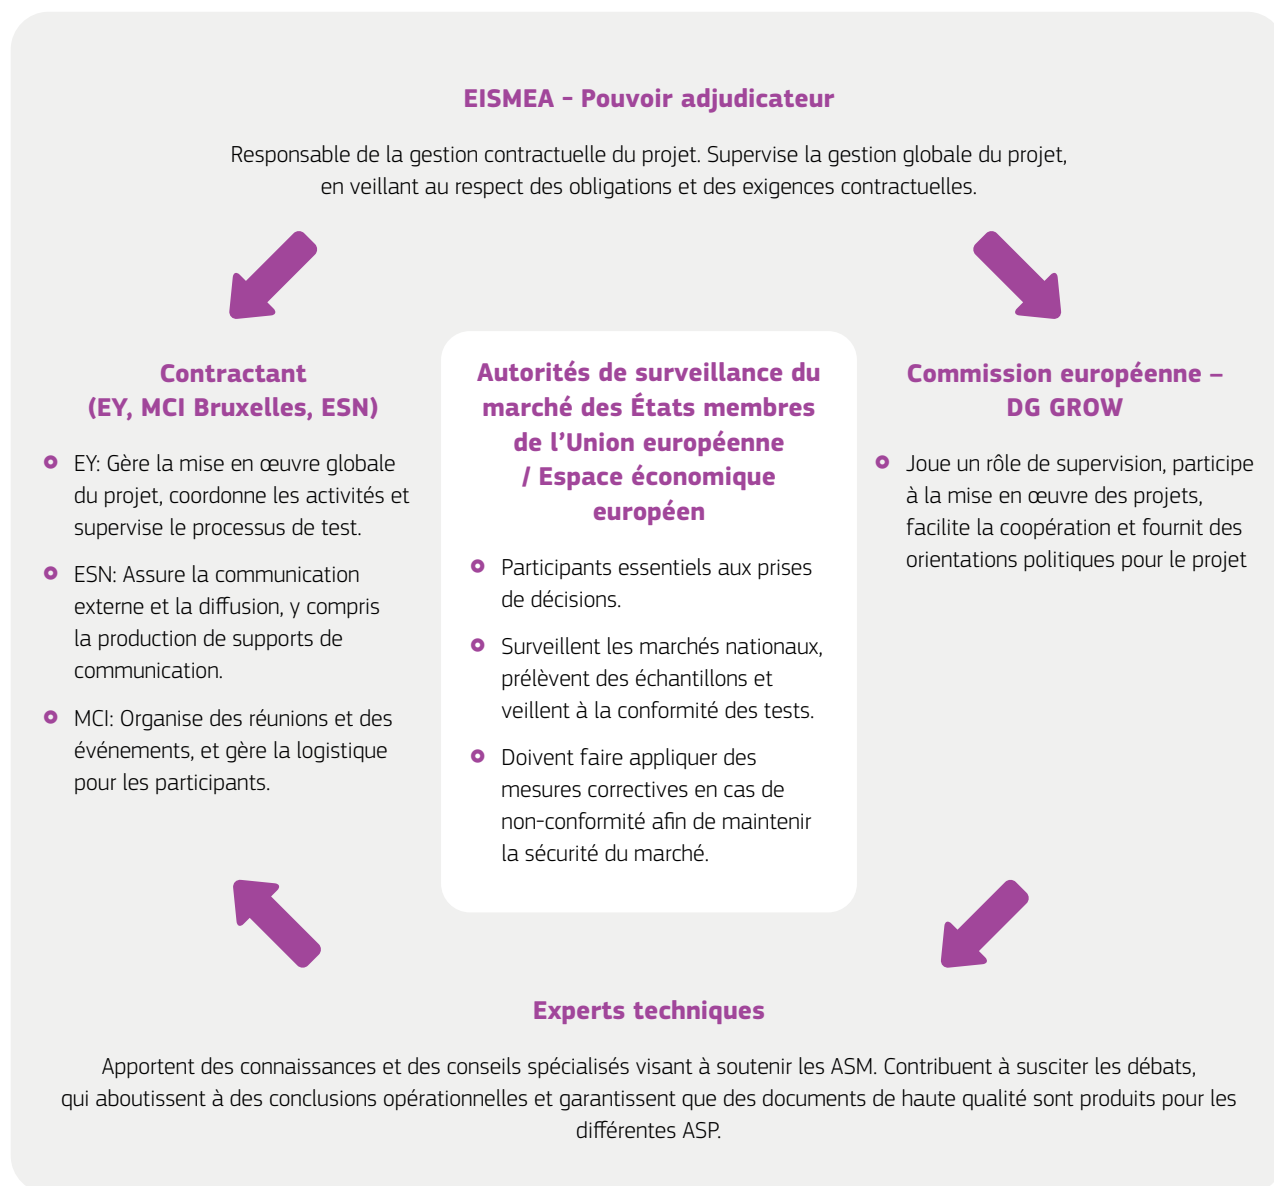 EISMEA – Pouvoir adjudicateur
Responsable de la gestion contractuelle du projet. Supervise la gestion globale du projet,
en veillant au respect des obligations et des exigences contractuelles.
Contractant
(EY, MCI Bruxelles, ESN)
EY: Gère la mise en œuvre globale
du projet, coordonne les activités et
supervise le processus de test.
ESN: Assure la communication
externe et la diffusion, y compris
la production de supports de
communication.
MCI: Organise des réunions et des
événements, et gère la logistique
pour les participants.
Autorités de surveillance du
marché des États membres
de l’Union européenne
/ Espace économique
européen
Participants essentiels aux prises
de décisions.
Surveillent les marchés nationaux,
prélèvent des échantillons et
veillent à la conformité des tests.
Doivent faire appliquer des
mesures correctives en cas de
non-conformité afin de maintenir
la sécurité du marché.
Commission européenne –
DG GROW
Joue un rôle de supervision, participe
à la mise en œuvre des projets,
facilite la coopération et fournit des
orientations politiques pour le projet
Experts techniques
Apportent des connaissances et des conseils spécialisés visant à soutenir les ASM. Contribuent à susciter les débats,
qui aboutissent à des conclusions opérationnelles et garantissent que des documents de haute qualité sont produits pour les
différentes ASP.